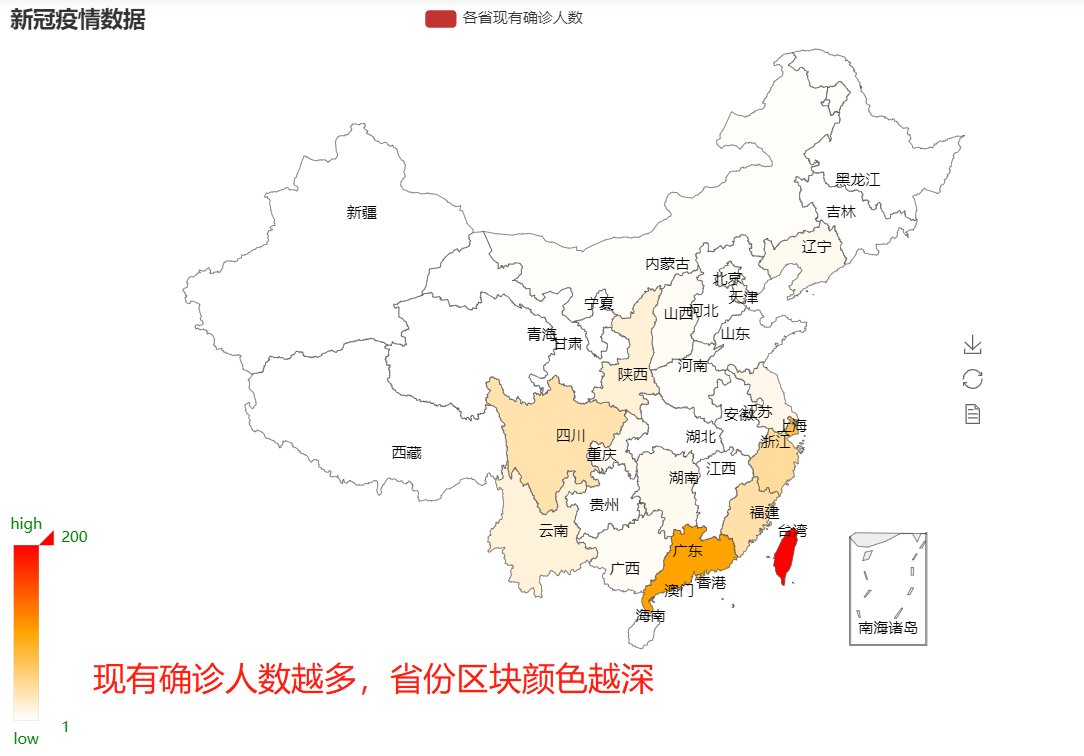 新冠疫情数据
各省现有确诊人数
黑龙江
吉林
新疆
辽宁
内蒙古
北京
天津
宁夏
山西
河北
青海
甘肃
山东
陕西
河南
安徽
江苏
上海
四川
湖北
浙江
西藏
重庆
江西
湖南
贵州
福建
high
200
云南
台湾
广东
广西
香港
澳门
海南
南海诸岛
现有确诊人数越多，省份区块颜色越深
1
low